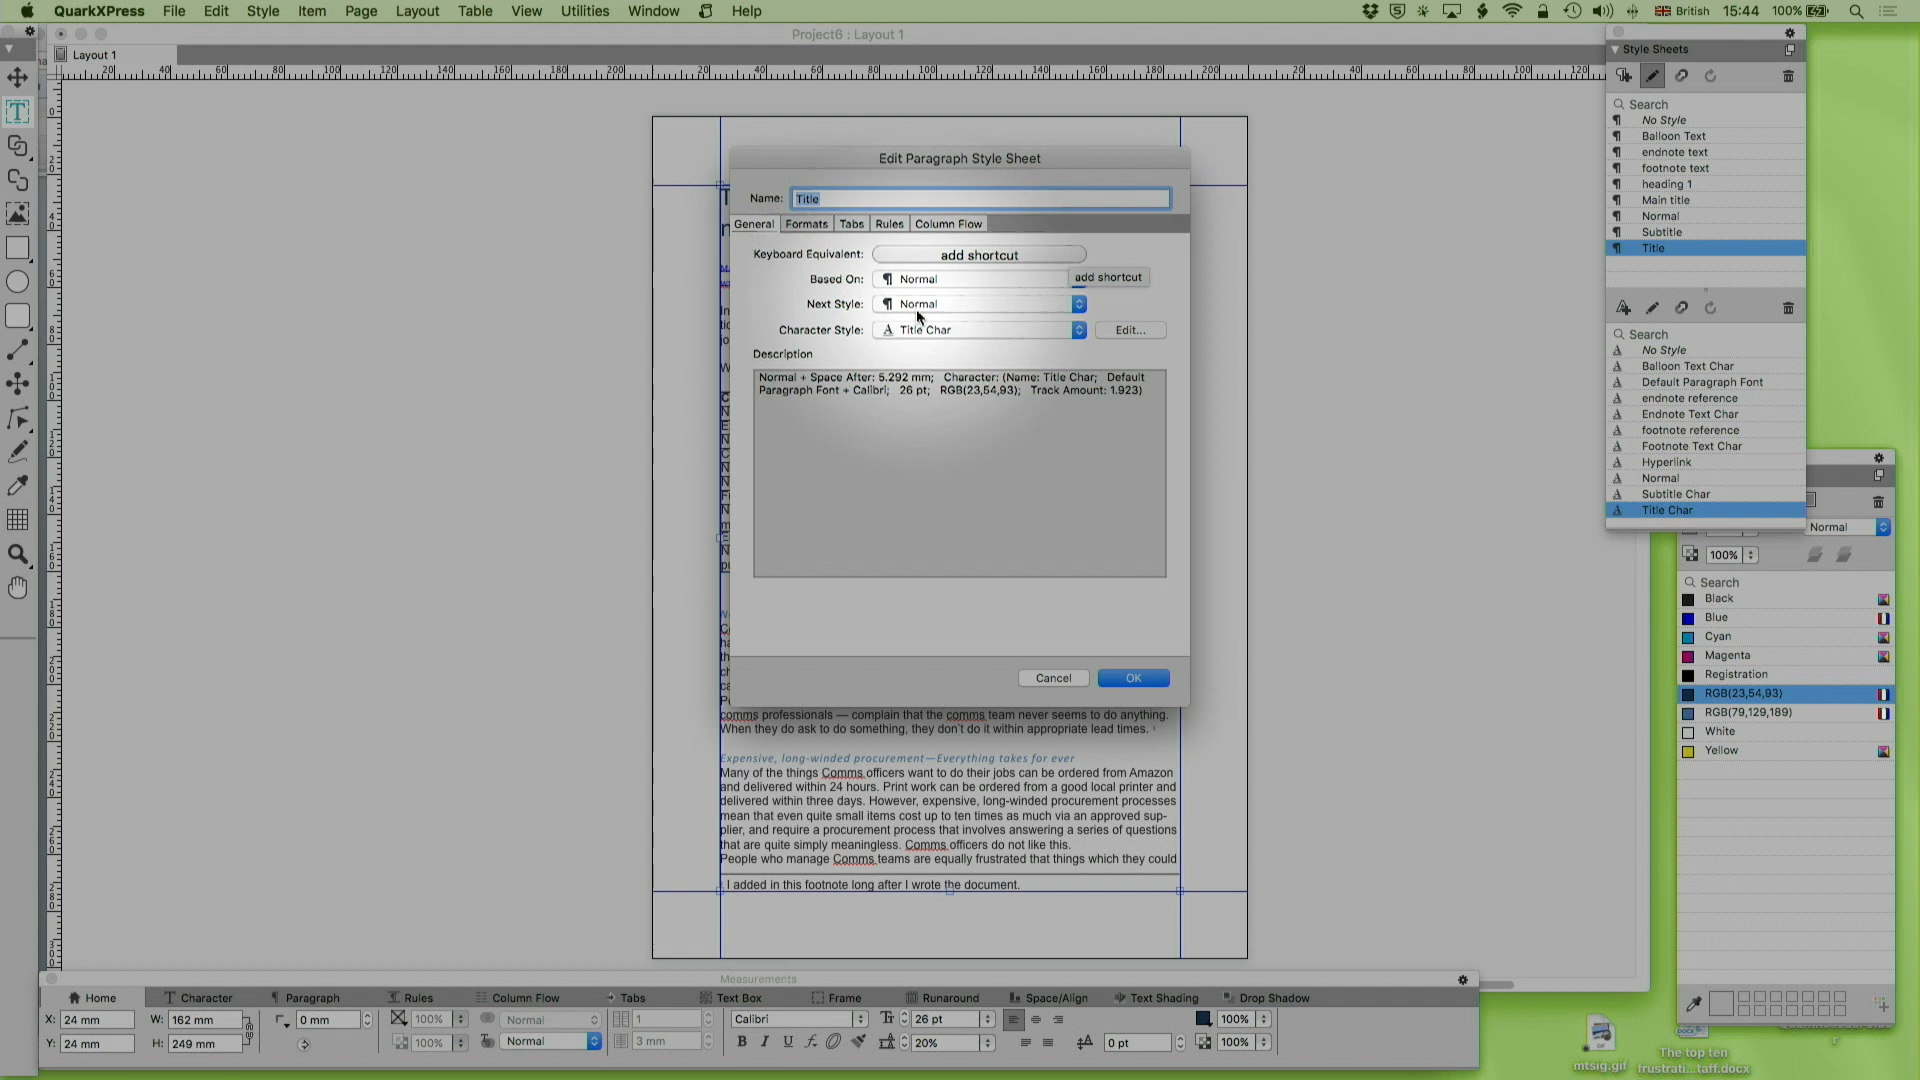 QuarkXPress File Edit Style Item Page Layout Table View Utilities Window Help
British 15:44 100%
Project6 : Layout 1
Layout 1
Style Sheets
Search
No Style
Balloon Text
endnote text
footnote text
heading 1
Main title
Normal
Subtitle
Title
Search
No Style
Balloon Text Char
Default Paragraph Font
endnote reference
Endnote Text Char
footnote reference
Footnote Text Char
Hyperlink
Normal
Subtitle Char
Title Char
Edit Paragraph Style Sheet
Name: Title
General Formats Tabs Rules Column Flow
Keyboard Equivalent: add shortcut
Based On: Normal
add shortcut
Next Style: Normal
Character Style: Title Char Edit...
Description
Normal + Space After: 5.292 mm; Character: (Name: Title Char; Default
Paragraph Font + Calibri; 26 pt; RGB(23,54,93); Track Amount: 1.923)
Cancel OK
comms professionals — complain that the comms team never seems to do anything.
When they do ask to do something, they don't do it within appropriate lead times.
Expensive, long-winded procurement—Everything takes for ever
Many of the things Comms officers want to do their jobs can be ordered from Amazon
and delivered within 24 hours. Print work can be ordered from a good local printer and
delivered within three days. However, expensive, long-winded procurement processes
mean that even quite small items cost up to ten times as much via an approved sup-
plier, and require a procurement process that involves answering a series of questions
that are quite simply meaningless. Comms officers do not like this.
People who manage Comms teams are equally frustrated that things which they could
I added in this footnote long after I wrote the document.
Normal
100%
Search
Black
Blue
Cyan
Magenta
Registration
RGB(23,54,93)
RGB(79,129,189)
White
Yellow
Measurements
Home Character Paragraph Rules Column Flow Tabs Text Box Frame Runaround Space/Align Text Shading Drop Shadow
X: 24 mm W: 162 mm 0 mm 100% Normal 1 Calibri 26 pt 100%
Y: 24 mm H: 249 mm 100% Normal 3 mm B I U 20% 0 pt 100%
mtsig.gif
The top ten
frustrati...taff.docx